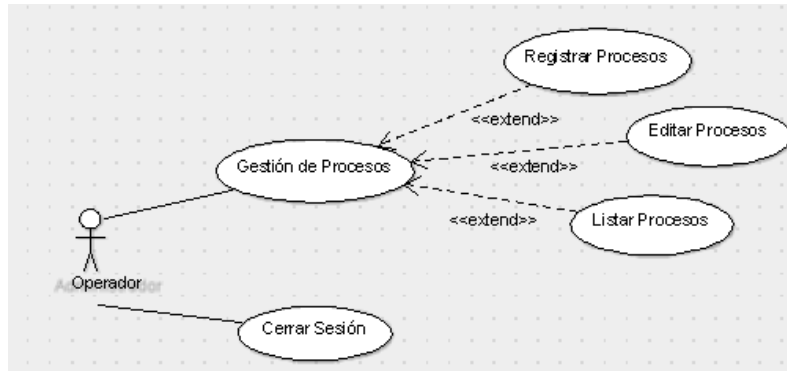 Registrar Procesos
<<extend>>
Editar Procesos
Gestión de Procesos
<<extend>>
<<extend>>
Listar Procesos
Operador
Cerrar Sesión